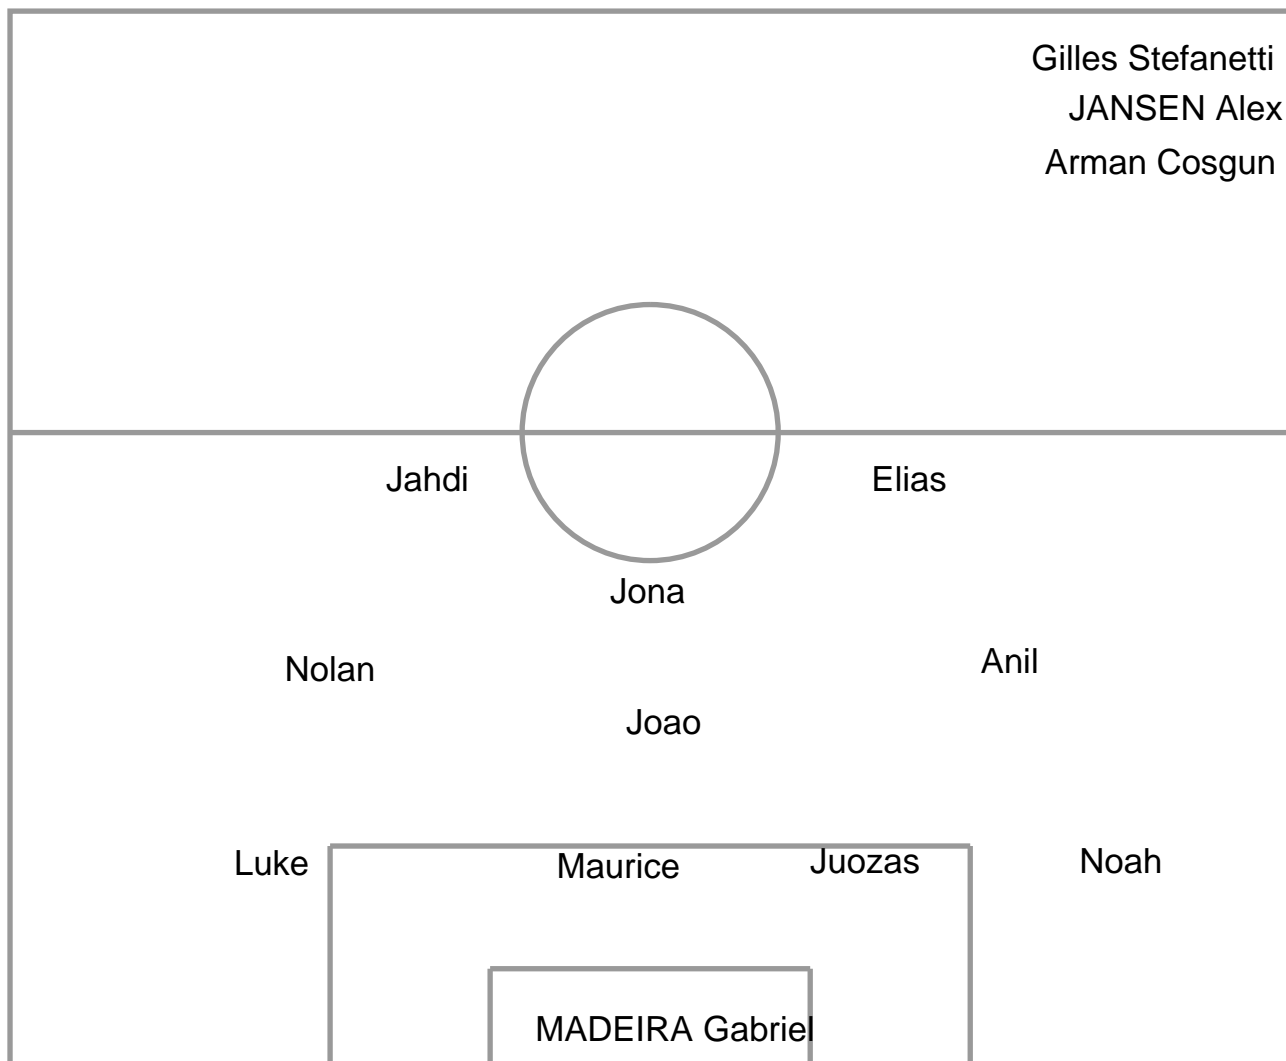 Gilles Stefanetti
JANSEN Alex
Arman Cosgun
Jahdi
Elias
Jona
Nolan
Anil
Joao
Luke
Maurice
Juozas
Noah
MADEIRA Gabriel